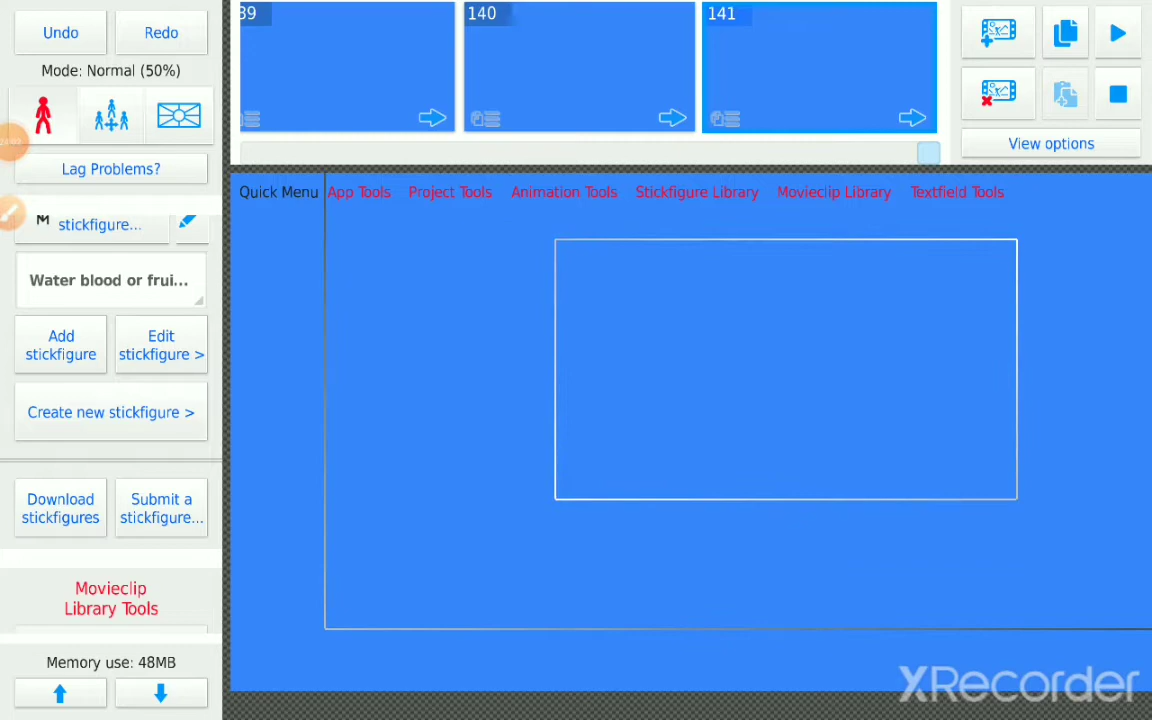 Undo
Redo
Mode: Normal (50%)
Lag Problems?
stickfigure...
Water blood or frui...
Add
stickfigure
Edit
stickfigure >
Create new stickfigure >
Download
stickfigures
Submit a
stickfigure...
Movieclip
Library Tools
Memory use: 48MB
39
140
141
View options
Quick Menu
App Tools
Project Tools
Animation Tools
Stickfigure Library
Movieclip Library
Textfield Tools
XRecorder